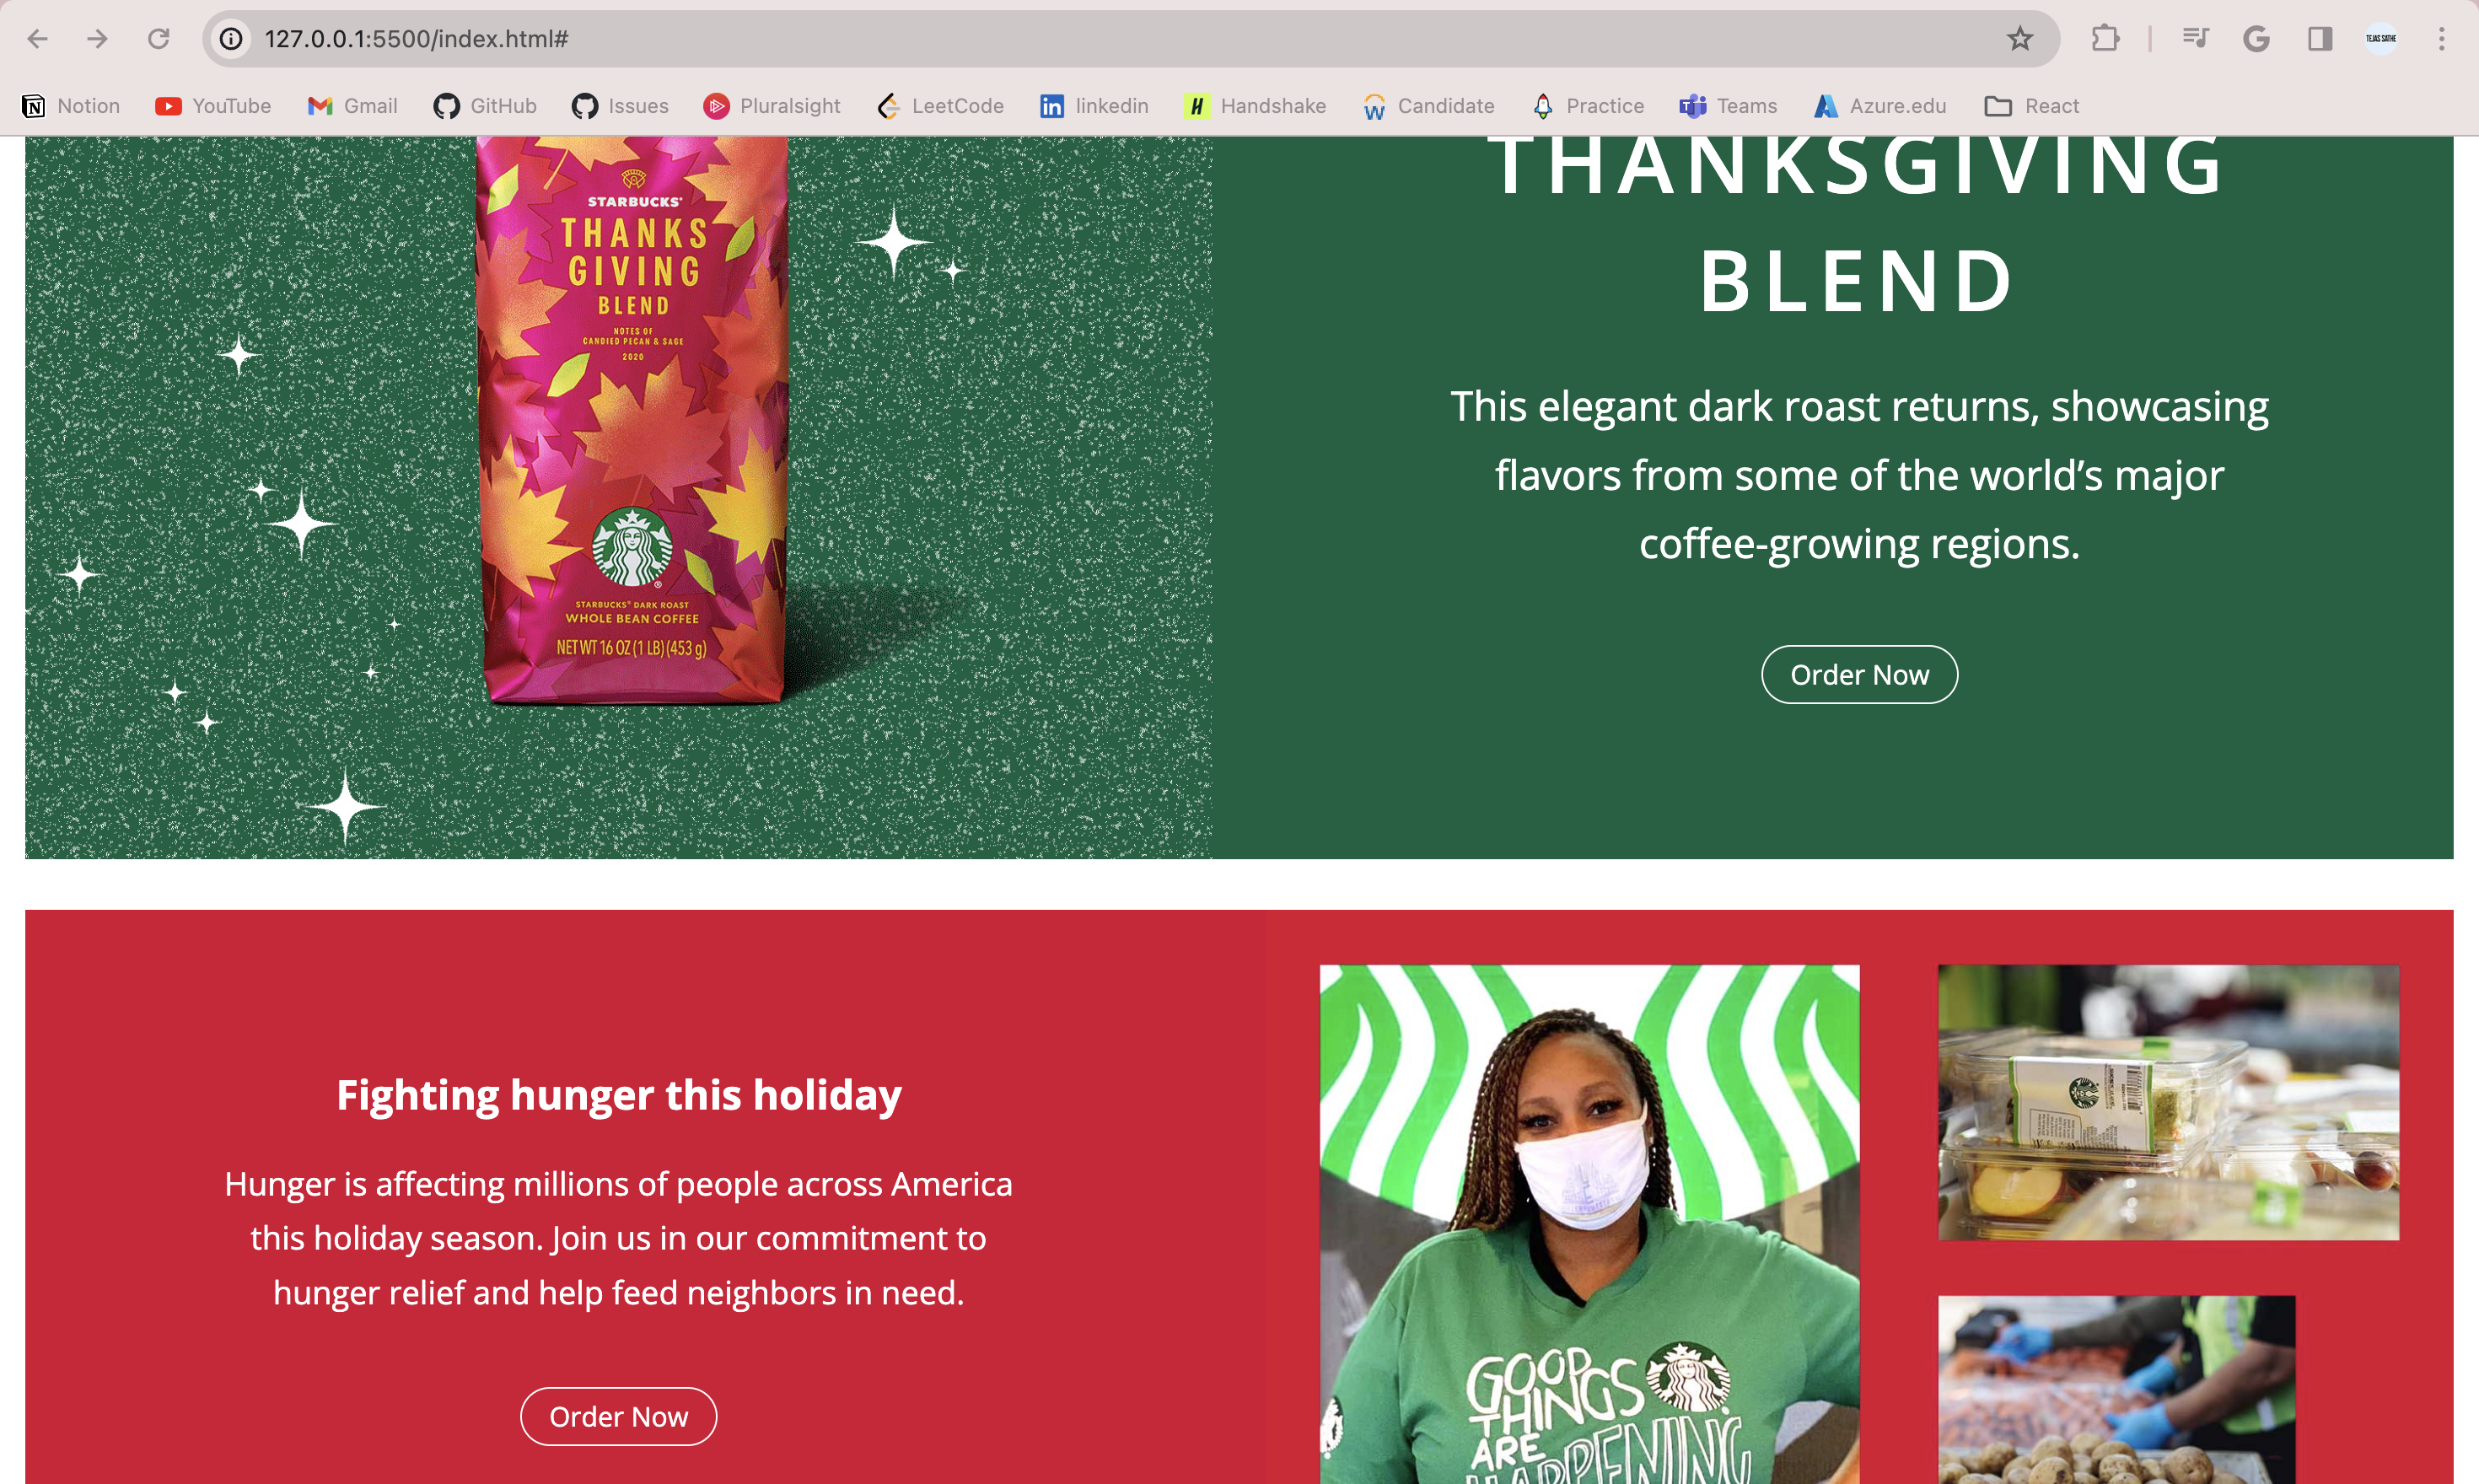 127.0.0.1:5500/index.html#
TEJAS SATHE
Notion YouTube Gmail GitHub Issues Pluralsight LeetCode linkedin Handshake Candidate Practice Teams Azure.edu React
STARBUCKS®
THANKS
GIVING
BLEND
NOTES OF
CANDIED PECAN & SAGE
2020
STARBUCKS® DARK ROAST
WHOLE BEAN COFFEE
NET WT 16 OZ (1 LB) (453 g)
THANKSGIVING
BLEND
This elegant dark roast returns, showcasing
flavors from some of the world’s major
coffee-growing regions.
Order Now
Fighting hunger this holiday
Hunger is affecting millions of people across America
this holiday season. Join us in our commitment to
hunger relief and help feed neighbors in need.
Order Now
GOOD
THINGS
ARE
HAPPENING